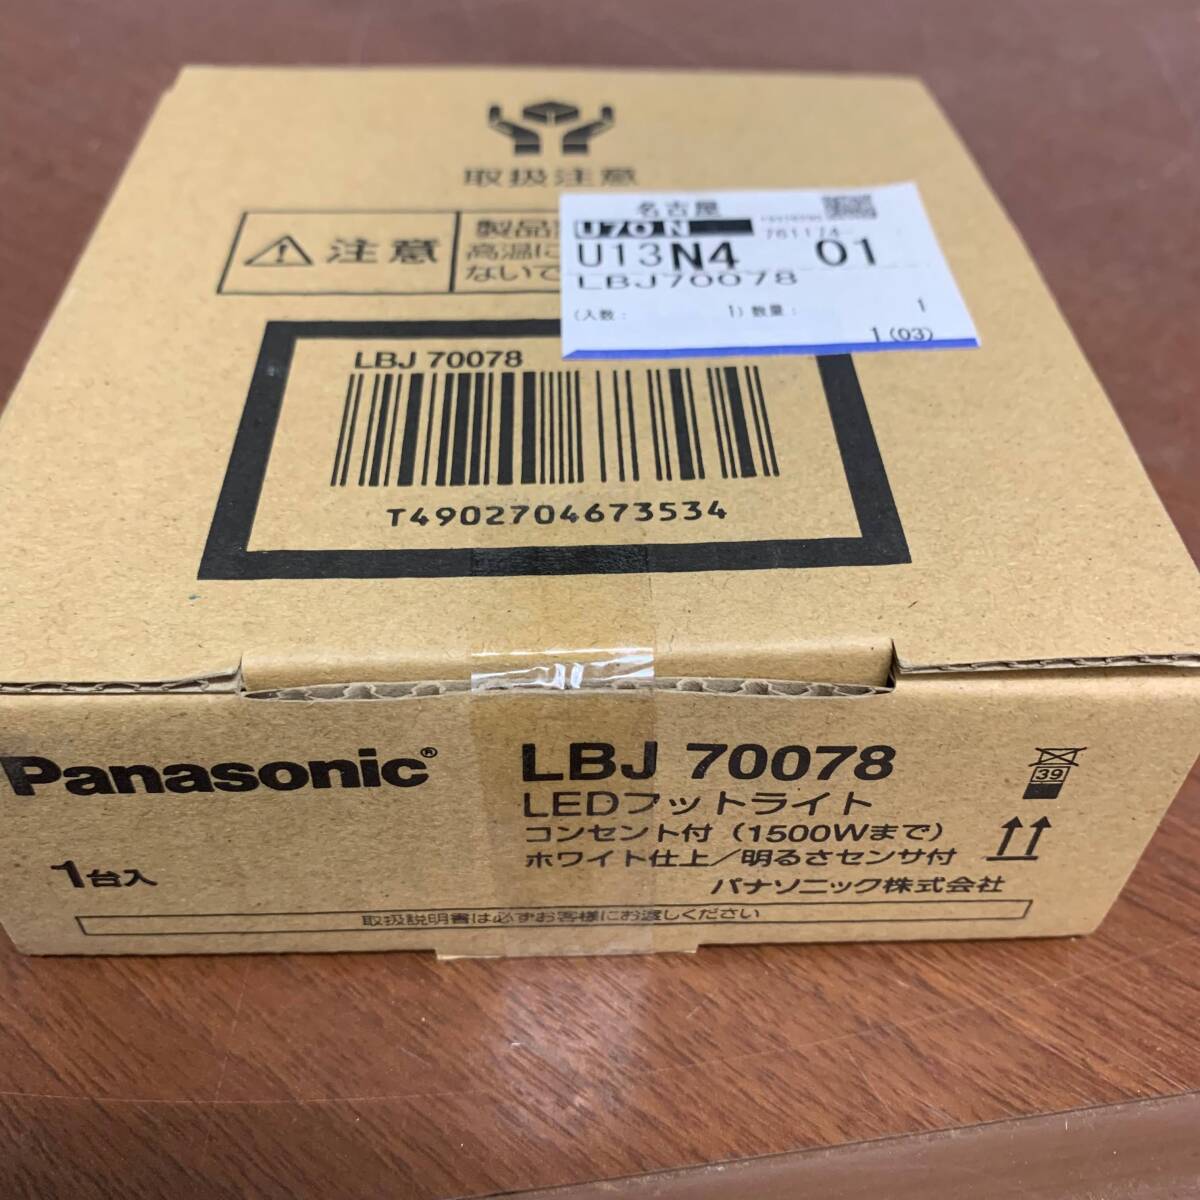 取扱注意
注意
製品
高温に
ないで
名古屋
U70N
761174-
U13N4 01
LBJ70078
(入数: 1) 数量: 1
1(03)
LBJ 70078
T4902704673534
Panasonic®
LBJ 70078
LEDフットライト
コンセント付(1500Wまで)
ホワイト仕上/明るさセンサ付
39
1台入
パナソニック株式会社
取扱説明書は必ずお客様にお渡しください